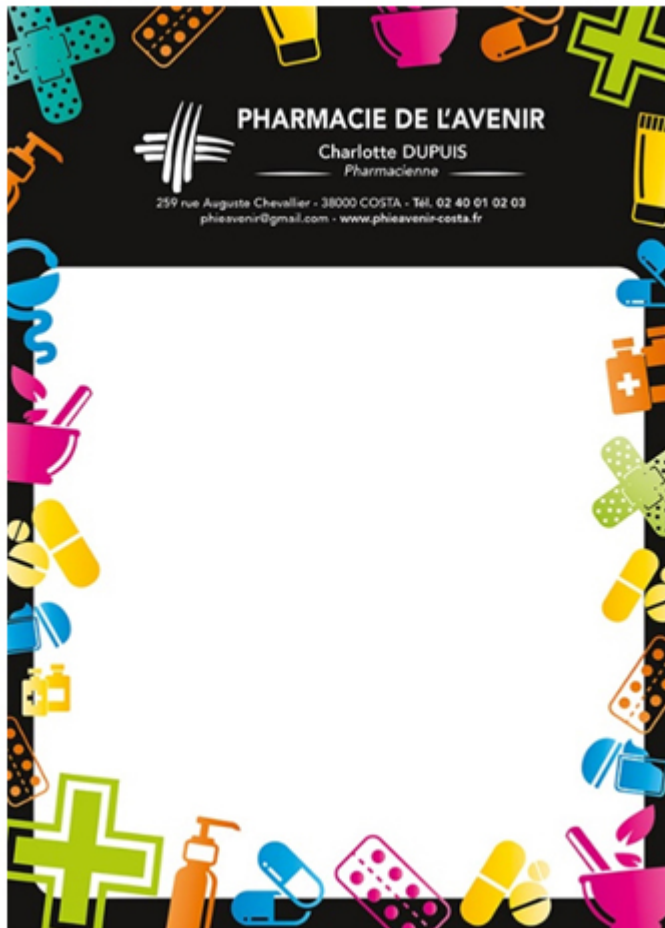 PHARMACIE DE L'AVENIR
Charlotte DUPUIS
Pharmacienne
259 rue Auguste Chevallier - 38000 COSTA - Tél. 02 40 01 02 03
phieavenir@gmail.com - www.phieavenir-costa.fr